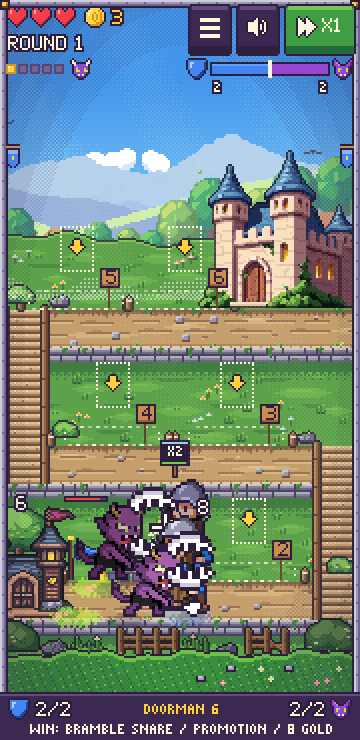 3
X1
ROUND 1
2 2
5 6
4 3
X2
6 8
2
2/2 DOORMAN 6 2/2
WIN: BRAMBLE SNARE / PROMOTION / 8 GOLD